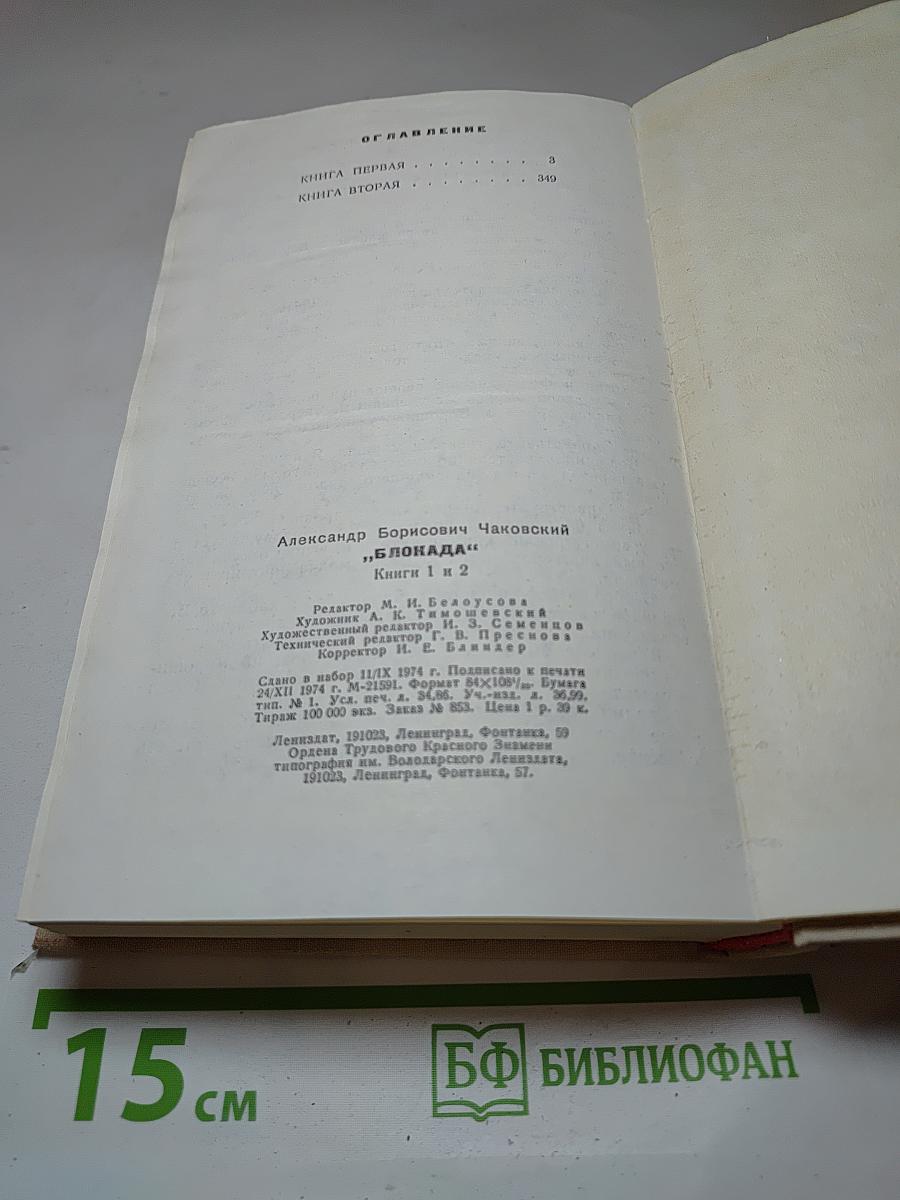 ОГЛАВЛЕНИЕ
КНИГА ПЕРВАЯ . . . . . . . . 3
КНИГА ВТОРАЯ . . . . . . . . 349
Александр Борисович Чаковский
„БЛОКАДА“
Книги 1 и 2
Редактор М. И. Белоусова
Художник А. К. Тимошевский
Художественный редактор И. З. Семенцов
Технический редактор Г. В. Преснова
Корректор И. Е. Блиндер
Сдано в набор 11/IX 1974 г. Подписано к печати
24/XII 1974 г. М-21591. Формат 84×108¹/₃₂. Бумага
тип. № 1. Усл. печ. л. 34,86. Уч.-изд. л. 36,99.
Тираж 100 000 экз. Заказ № 853. Цена 1 р. 39 к.
Лениздат, 191023, Ленинград, Фонтанка, 59
Ордена Трудового Красного Знамени
типография им. Володарского Лениздата,
191023, Ленинград, Фонтанка, 57.
15 см
БФ БИБЛИОФАН